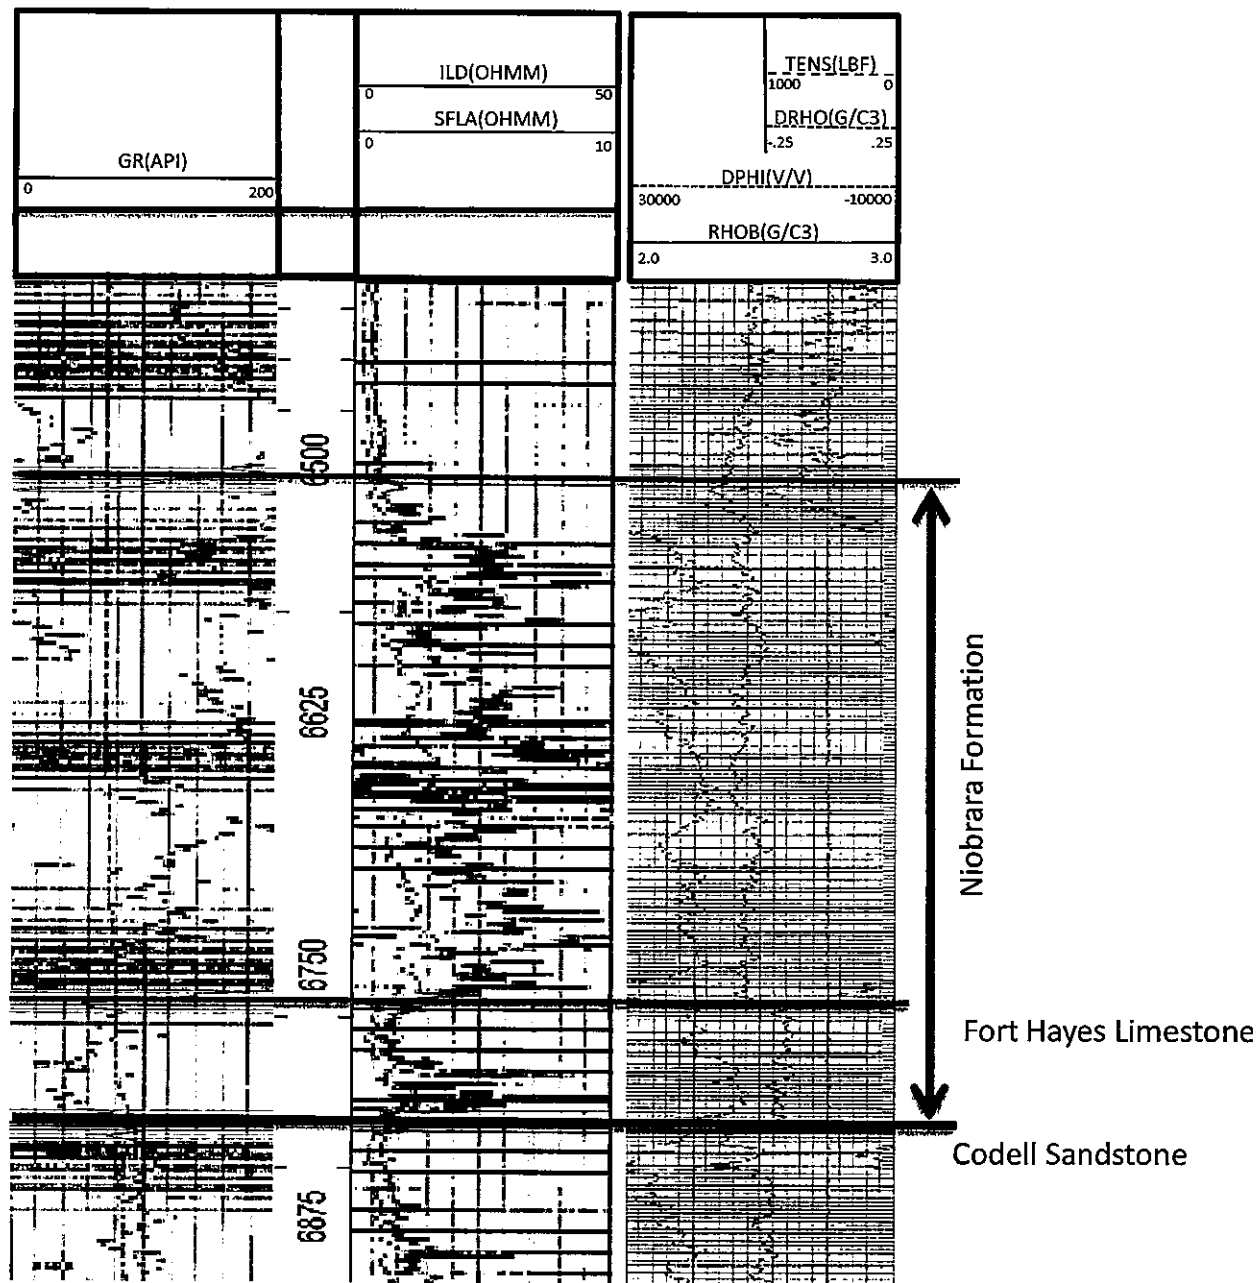 GR(API)
0 200
ILD(OHMM)
0 50
SFLA(OHMM)
0 10
TENS(LBF)
1000 0
DRHO(G/C3)
-.25 .25
DPHI(V/V)
30000 -10000
RHOB(G/C3)
2.0 3.0
6500
6625
6750
6875
Niobrara Formation
Fort Hayes Limestone
Codell Sandstone